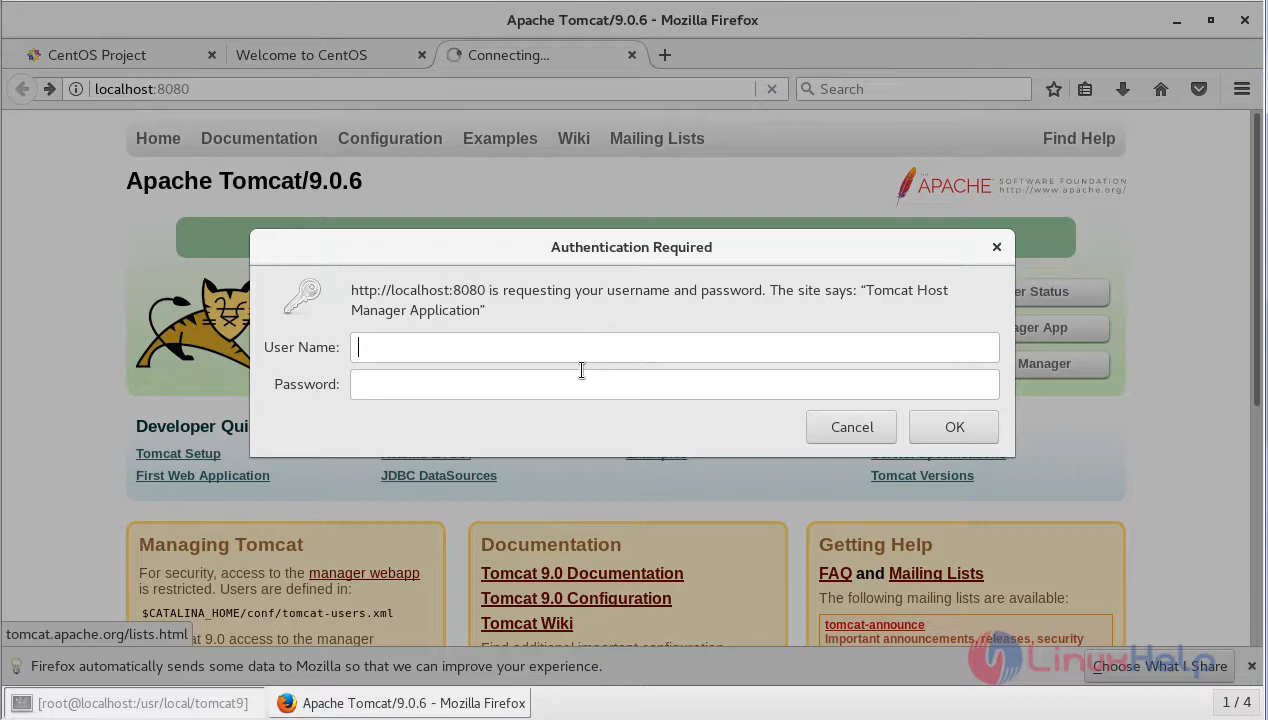 Apache Tomcat/9.0.6 - Mozilla Firefox
CentOS Project
Welcome to CentOS
Connecting...
localhost:8080
Search
Home Documentation Configuration Examples Wiki Mailing Lists Find Help
Apache Tomcat/9.0.6
THE APACHE SOFTWARE FOUNDATION
http://www.apache.org/
Authentication Required
http://localhost:8080 is requesting your username and password. The site says: “Tomcat Host
Manager Application”
User Name:
Password:
Cancel OK
er Status
ager App
Manager
Developer Qui
Tomcat Setup
First Web Application
JDBC DataSources
Tomcat Versions
Managing Tomcat
For security, access to the manager webapp
is restricted. Users are defined in:
$CATALINA_HOME/conf/tomcat-users.xml
at 9.0 access to the manager
Documentation
Tomcat 9.0 Documentation
Tomcat 9.0 Configuration
Tomcat Wiki
Find additional important configuration
Getting Help
FAQ and Mailing Lists
The following mailing lists are available:
tomcat-announce
Important announcements, releases, security
tomcat.apache.org/lists.html
Firefox automatically sends some data to Mozilla so that we can improve your experience.
Choose What I Share
LinuxHelp
[root@localhost:/usr/local/tomcat9]
Apache Tomcat/9.0.6 - Mozilla Firefox
1 / 4